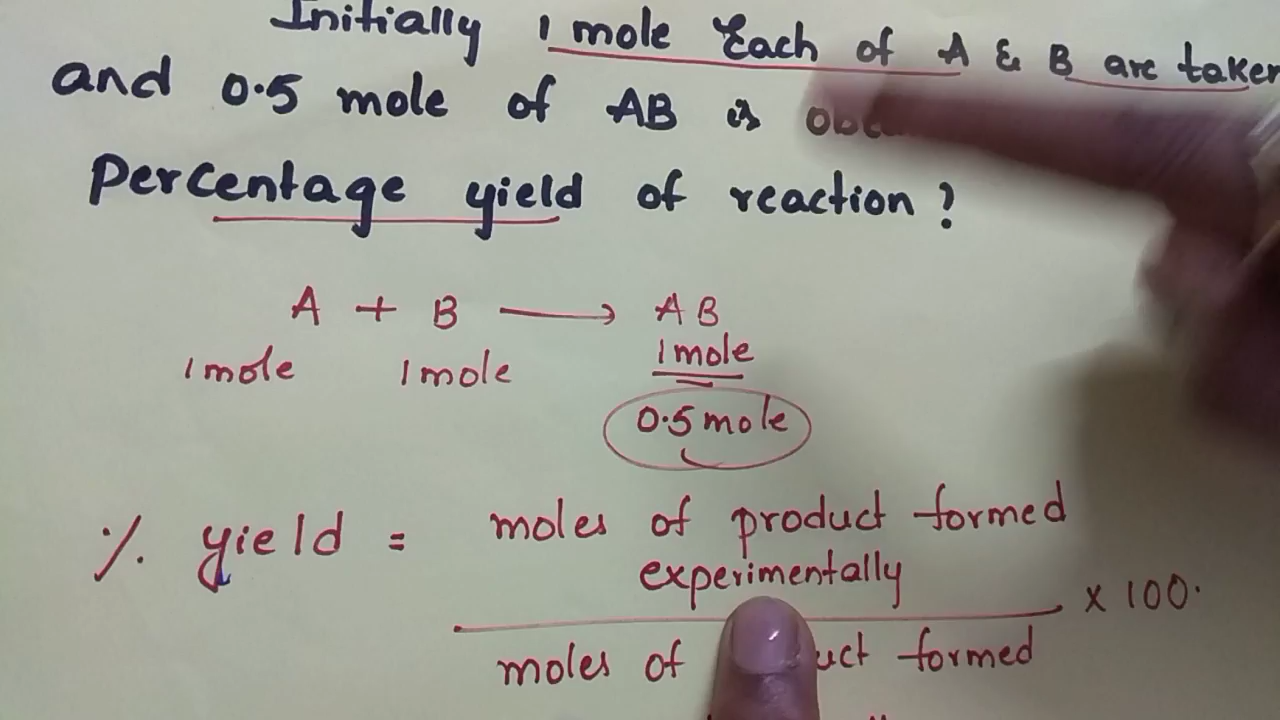 Initially 1 mole Each of A & B are taken
and 0.5 mole of AB is
Percentage yield of reaction ?
A + B ⟶ AB
1 mole 1 mole 1 mole
0.5 mole
% yield = moles of product formed
experimentally
x 100.
moles of formed